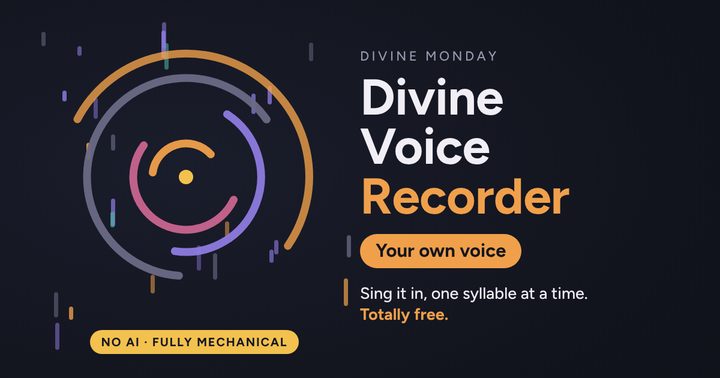 DIVINE MONDAY
Divine
Voice
Recorder
Your own voice
Sing it in, one syllable at a time.
Totally free.
NO AI · FULLY MECHANICAL